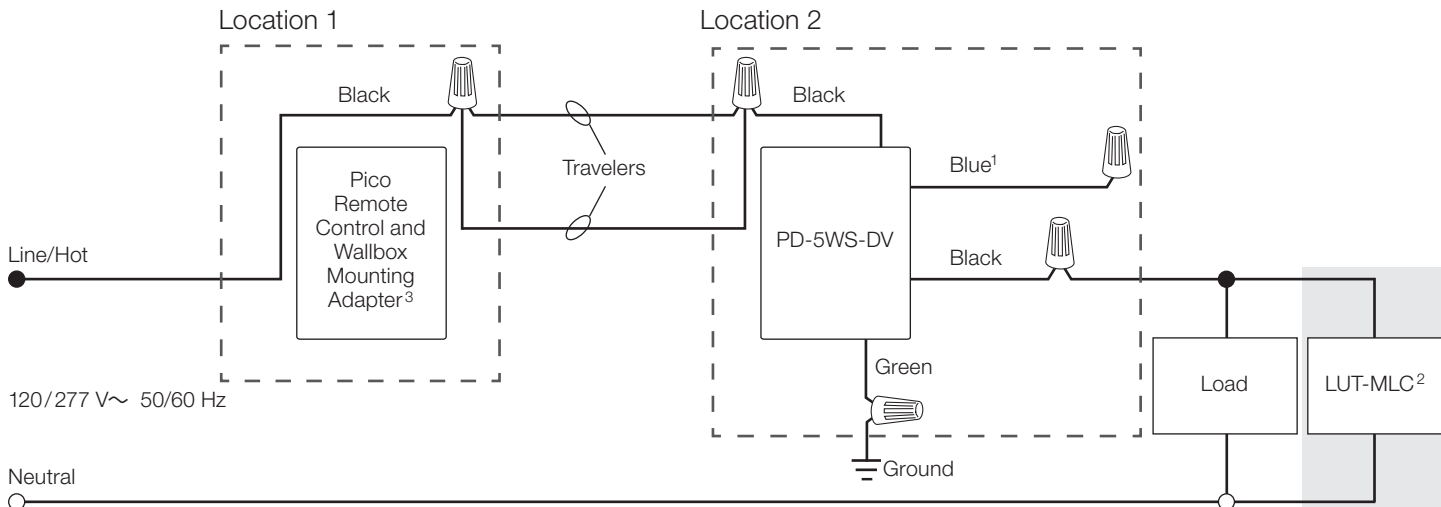 Location 1
Location 2
Black
Black
Travelers
Pico
Remote
Control and
Wallbox
Mounting
Adapter³
Blue¹
PD-5WS-DV
Black
Line/Hot
Green
Load
LUT-MLC²
120/277 V~ 50/60 Hz
Ground
Neutral